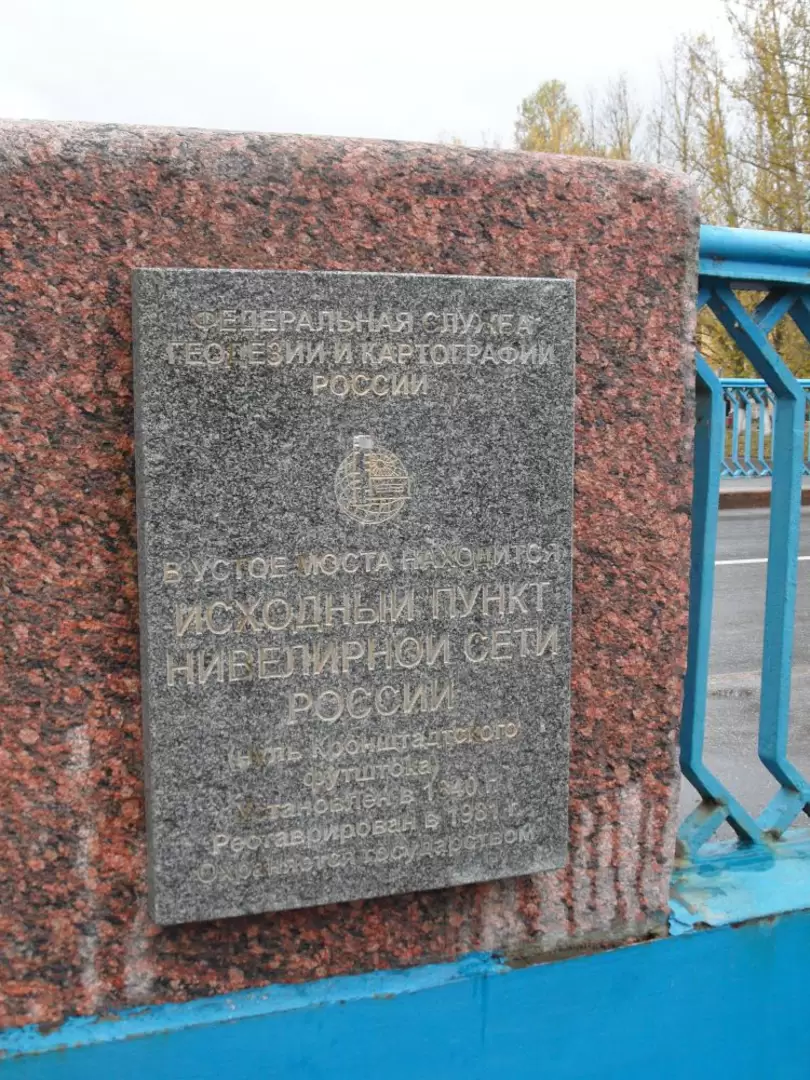 ФЕДЕРАЛЬНАЯ СЛУЖБА
ГЕОДЕЗИИ И КАРТОГРАФИИ
РОССИИ
В УСТОЕ МОСТА НАХОДИТСЯ
ИСХОДНЫЙ ПУНКТ
НИВЕЛИРНОЙ СЕТИ
РОССИИ
(нуль Кронштадтского
футштока)
Установлен в 1840 г.
Реставрирован в 1981 г.
Охраняется государством